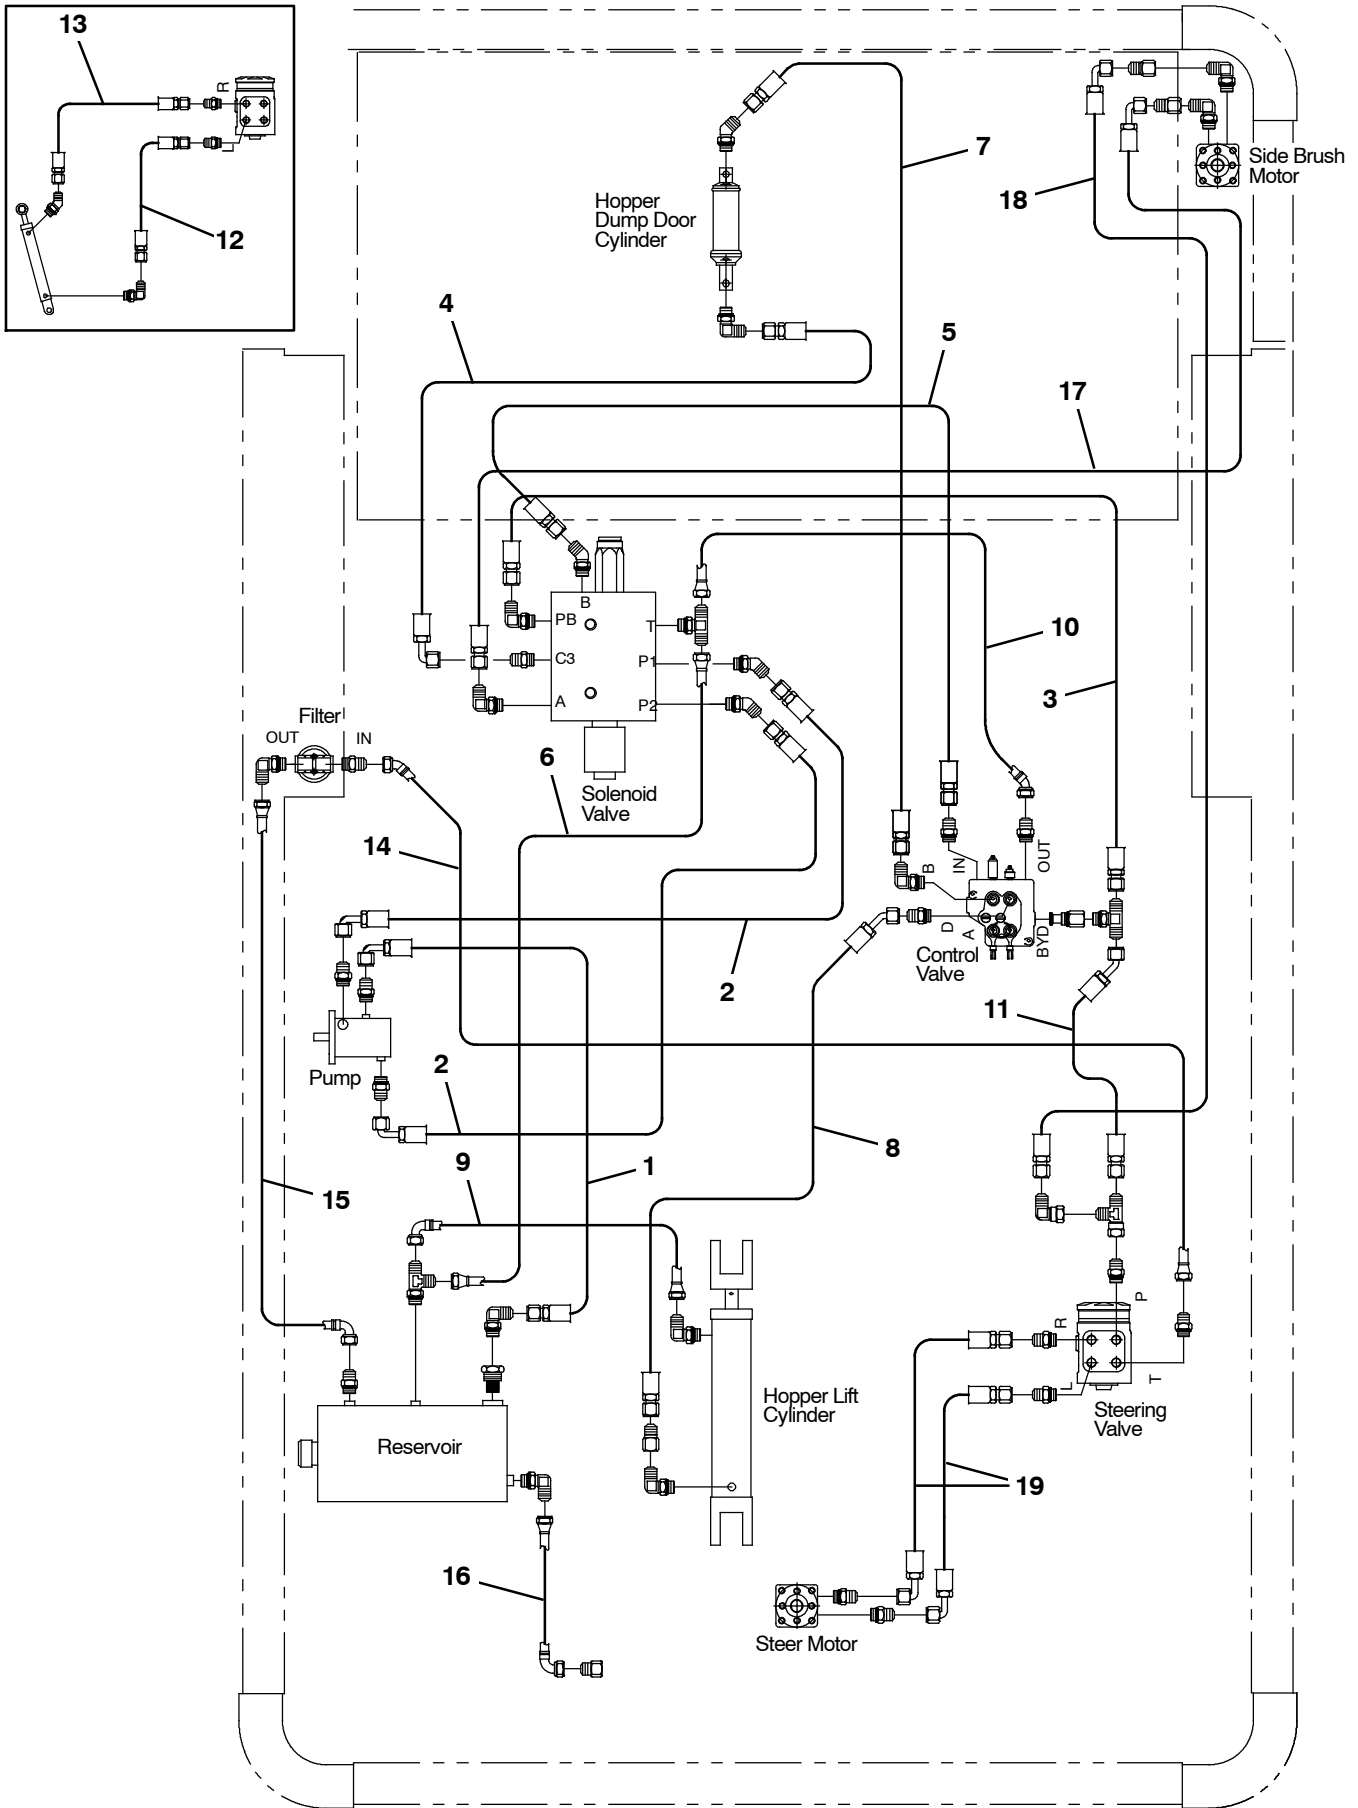 13
R
L
12
7
Side Brush
Motor
18
Hopper
Dump Door
Cylinder
4
5
17
B
PB
T
10
C3
P1
3
A
P2
Filter
OUT
IN
6
Solenoid
Valve
14
B
IN
OUT
D
A
BYD
Control
Valve
2
11
Pump
2
8
9
1
15
P
R
L
T
Hopper Lift
Cylinder
Steering
Valve
Reservoir
19
16
Steer Motor